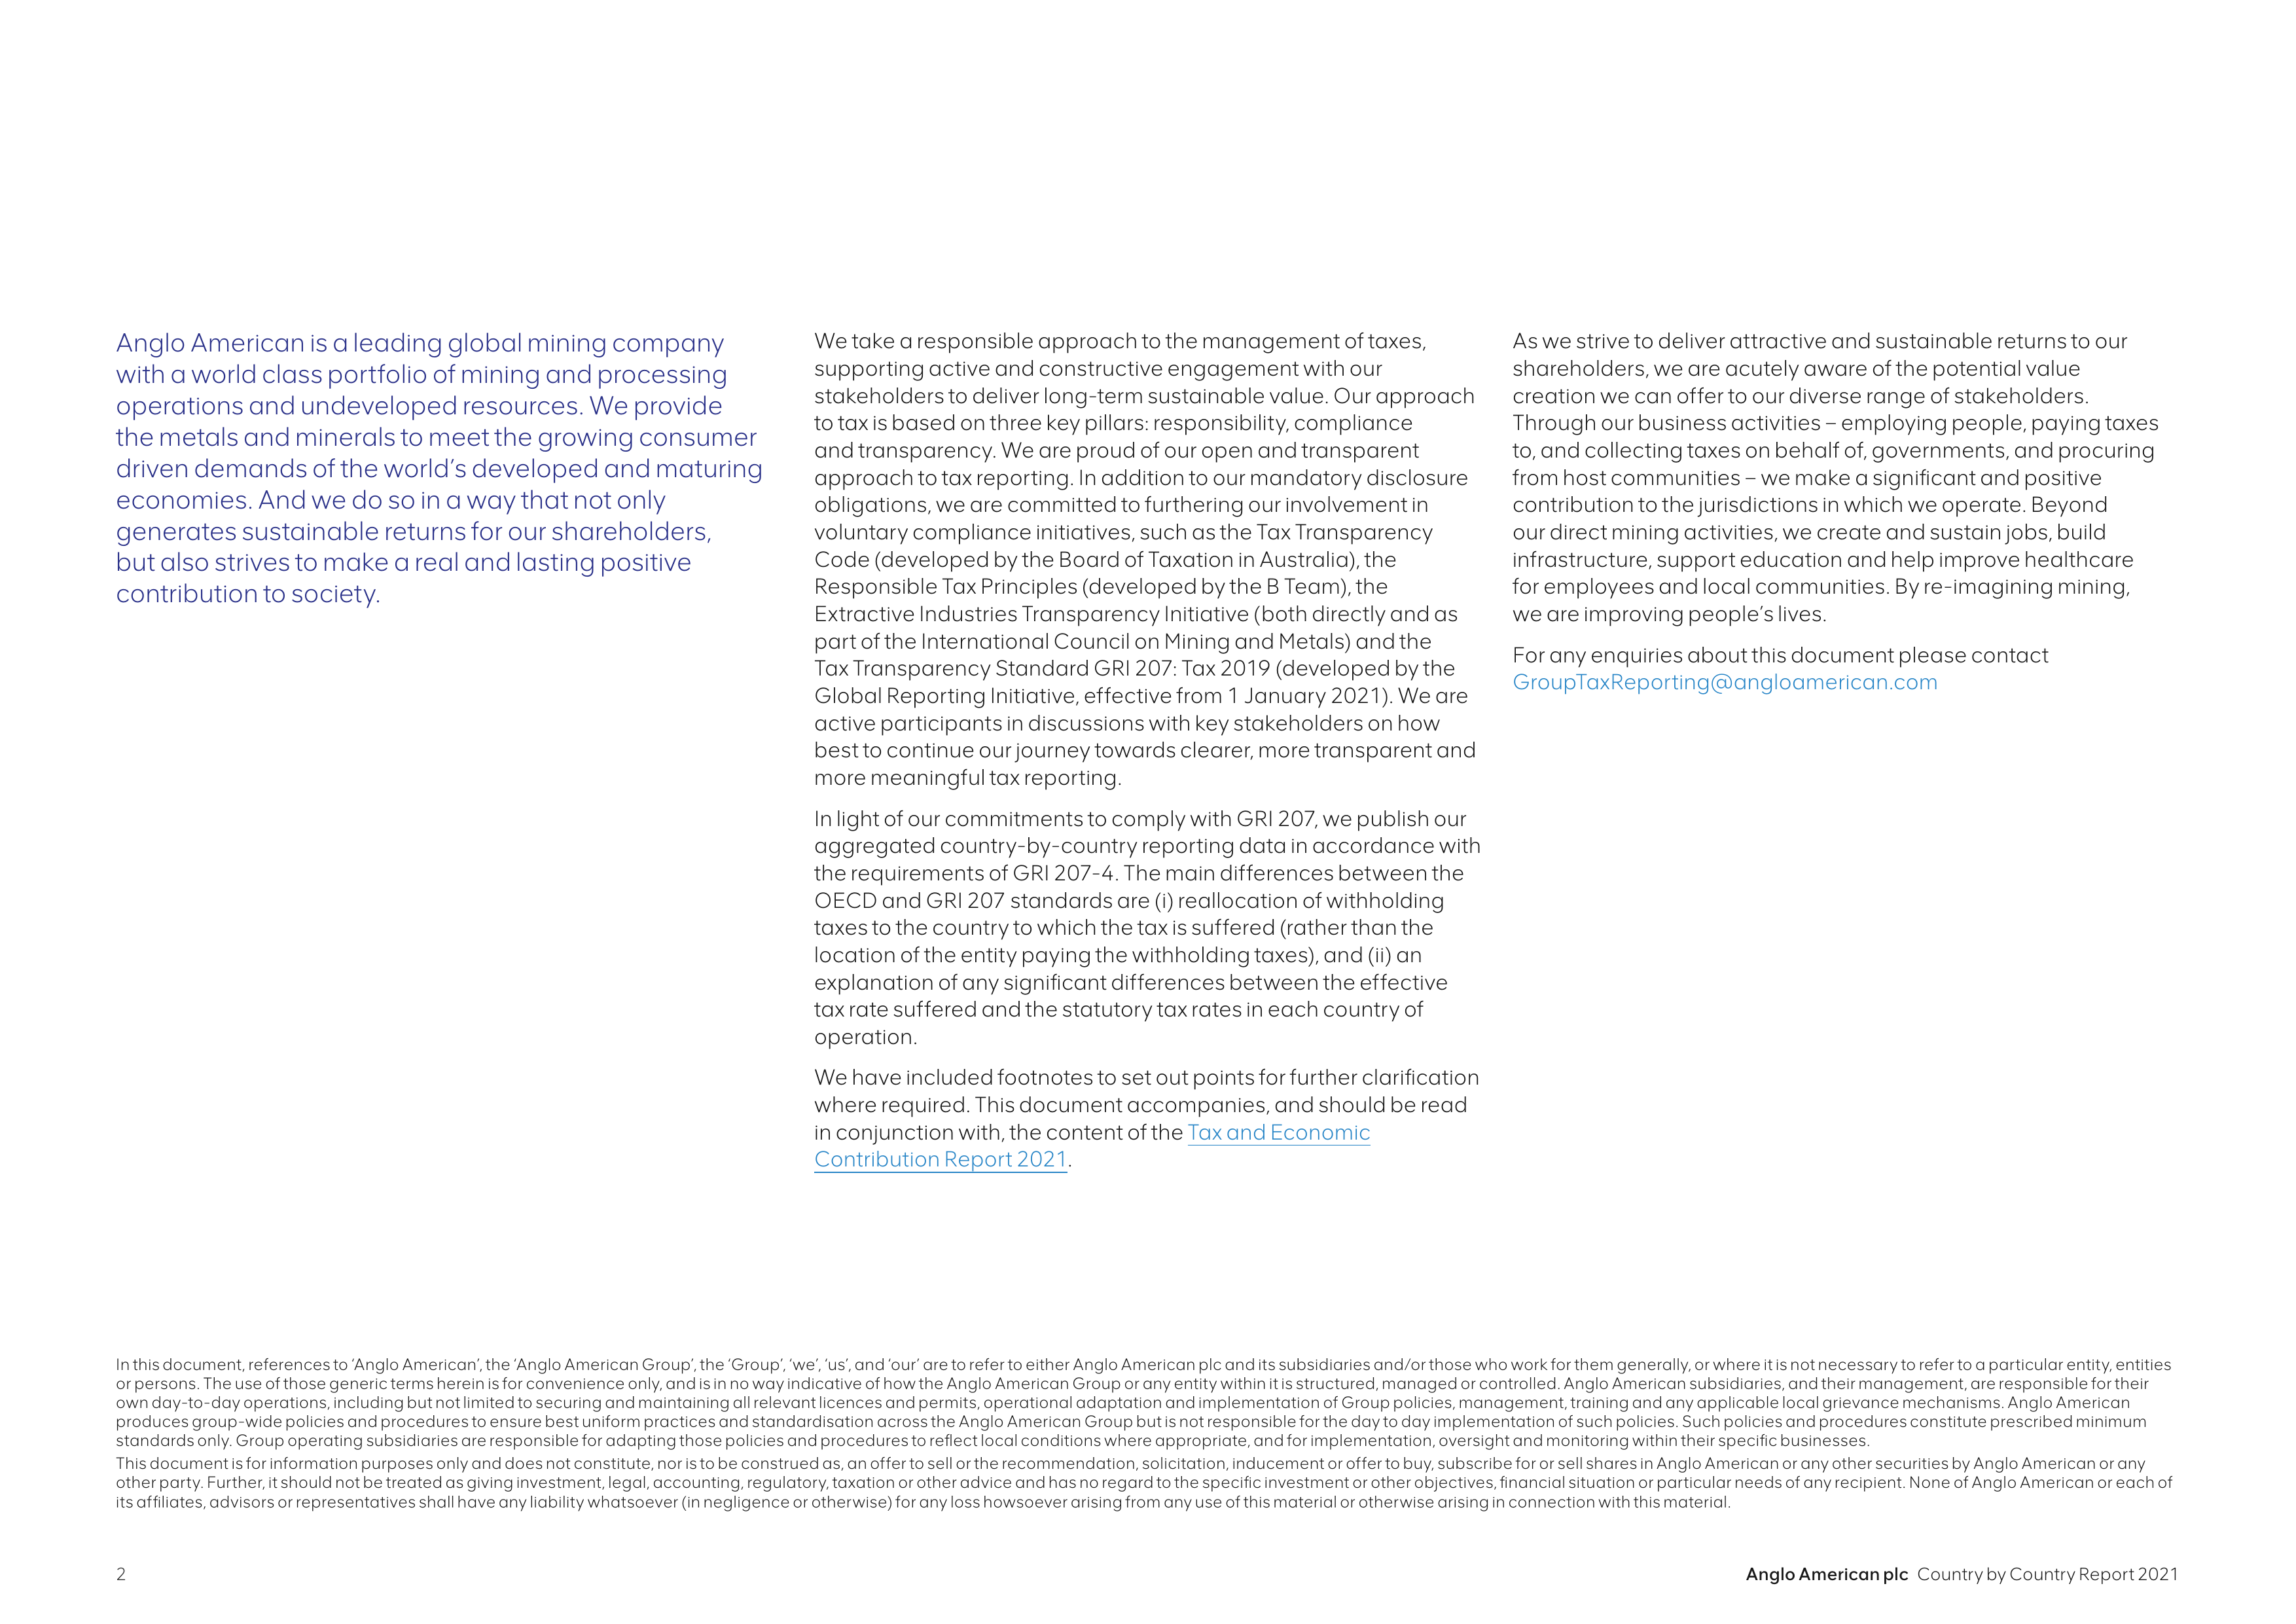 Anglo American is a leading global mining company
with a world class portfolio of mining and processing
operations and undeveloped resources. We provide
the metals and minerals to meet the growing consumer
driven demands of the world’s developed and maturing
economies. And we do so in a way that not only
generates sustainable returns for our shareholders,
but also strives to make a real and lasting positive
contribution to society.
We take a responsible approach to the management of taxes,
supporting active and constructive engagement with our
stakeholders to deliver long-term sustainable value. Our approach
to tax is based on three key pillars: responsibility, compliance
and transparency. We are proud of our open and transparent
approach to tax reporting. In addition to our mandatory disclosure
obligations, we are committed to furthering our involvement in
voluntary compliance initiatives, such as the Tax Transparency
Code (developed by the Board of Taxation in Australia), the
Responsible Tax Principles (developed by the B Team), the
Extractive Industries Transparency Initiative (both directly and as
part of the International Council on Mining and Metals) and the
Tax Transparency Standard GRI 207: Tax 2019 (developed by the
Global Reporting Initiative, effective from 1 January 2021). We are
active participants in discussions with key stakeholders on how
best to continue our journey towards clearer, more transparent and
more meaningful tax reporting.
In light of our commitments to comply with GRI 207, we publish our
aggregated country-by-country reporting data in accordance with
the requirements of GRI 207-4. The main differences between the
OECD and GRI 207 standards are (i) reallocation of withholding
taxes to the country to which the tax is suffered (rather than the
location of the entity paying the withholding taxes), and (ii) an
explanation of any significant differences between the effective
tax rate suffered and the statutory tax rates in each country of
operation.
We have included footnotes to set out points for further clarification
where required. This document accompanies, and should be read
in conjunction with, the content of the Tax and Economic
Contribution Report 2021.
As we strive to deliver attractive and sustainable returns to our
shareholders, we are acutely aware of the potential value
creation we can offer to our diverse range of stakeholders.
Through our business activities – employing people, paying taxes
to, and collecting taxes on behalf of, governments, and procuring
from host communities – we make a significant and positive
contribution to the jurisdictions in which we operate. Beyond
our direct mining activities, we create and sustain jobs, build
infrastructure, support education and help improve healthcare
for employees and local communities. By re-imagining mining,
we are improving people’s lives.
For any enquiries about this document please contact
GroupTaxReporting@angloamerican.com
In this document, references to ‘Anglo American’, the ‘Anglo American Group’, the ‘Group’, ‘we’, ‘us’, and ‘our’ are to refer to either Anglo American plc and its subsidiaries and/or those who work for them generally, or where it is not necessary to refer to a particular entity, entities
or persons. The use of those generic terms herein is for convenience only, and is in no way indicative of how the Anglo American Group or any entity within it is structured, managed or controlled. Anglo American subsidiaries, and their management, are responsible for their
own day-to-day operations, including but not limited to securing and maintaining all relevant licences and permits, operational adaptation and implementation of Group policies, management, training and any applicable local grievance mechanisms. Anglo American
produces group-wide policies and procedures to ensure best uniform practices and standardisation across the Anglo American Group but is not responsible for the day to day implementation of such policies. Such policies and procedures constitute prescribed minimum
standards only. Group operating subsidiaries are responsible for adapting those policies and procedures to reflect local conditions where appropriate, and for implementation, oversight and monitoring within their specific businesses.
This document is for information purposes only and does not constitute, nor is to be construed as, an offer to sell or the recommendation, solicitation, inducement or offer to buy, subscribe for or sell shares in Anglo American or any other securities by Anglo American or any
other party. Further, it should not be treated as giving investment, legal, accounting, regulatory, taxation or other advice and has no regard to the specific investment or other objectives, financial situation or particular needs of any recipient. None of Anglo American or each of
its affiliates, advisors or representatives shall have any liability whatsoever (in negligence or otherwise) for any loss howsoever arising from any use of this material or otherwise arising in connection with this material.
2
Anglo American plc Country by Country Report 2021